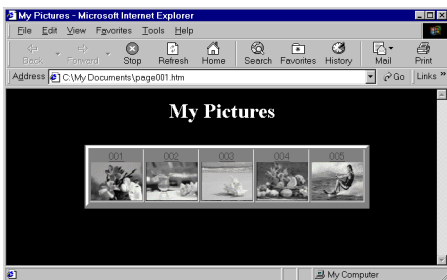 My Pictures - Microsoft Internet Explorer
File Edit View Favorites Tools Help
Back Forward Stop Refresh Home Search Favorites History Mail Print
Address C:\My Documents\page001.htm Go Links »
My Pictures
001 002 003 004 005
My Computer